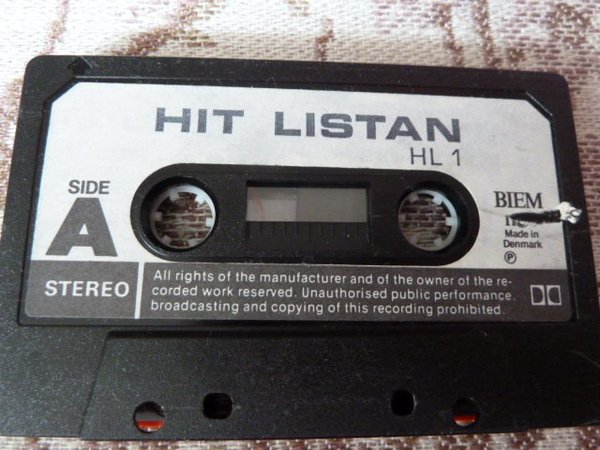 HIT LISTAN
HL 1
SIDE
A
BIEM
Made in
Denmark
Ⓟ
STEREO
All rights of the manufacturer and of the owner of the re-
corded work reserved. Unauthorised public performance.
broadcasting and copying of this recording prohibited.